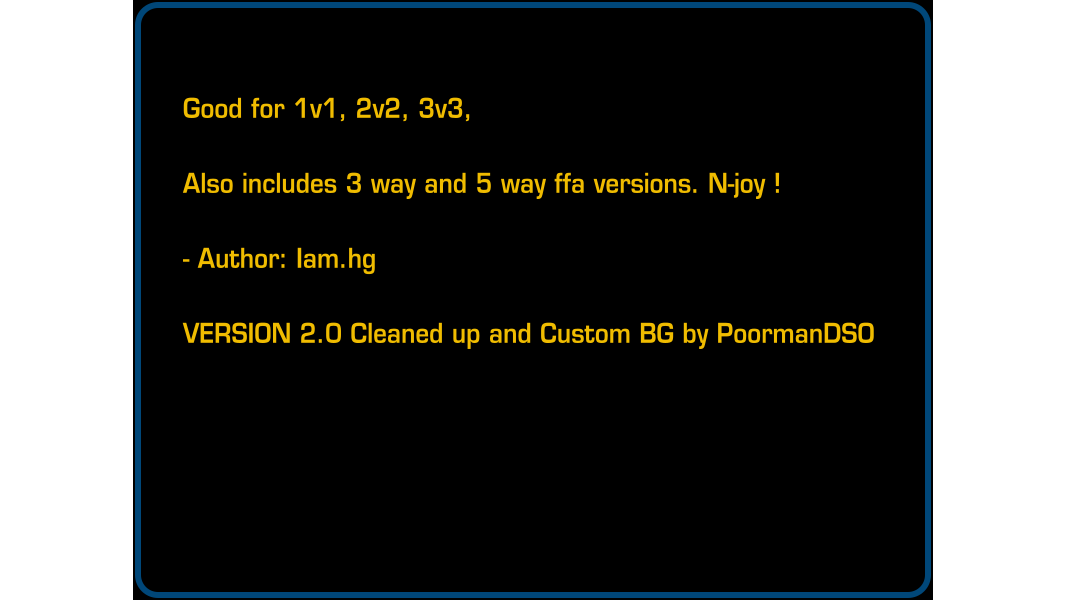 Good for 1v1, 2v2, 3v3,
Also includes 3 way and 5 way ffa versions. N-joy !
- Author: Iam.hg
VERSION 2.0 Cleaned up and Custom BG by PoormanDSO